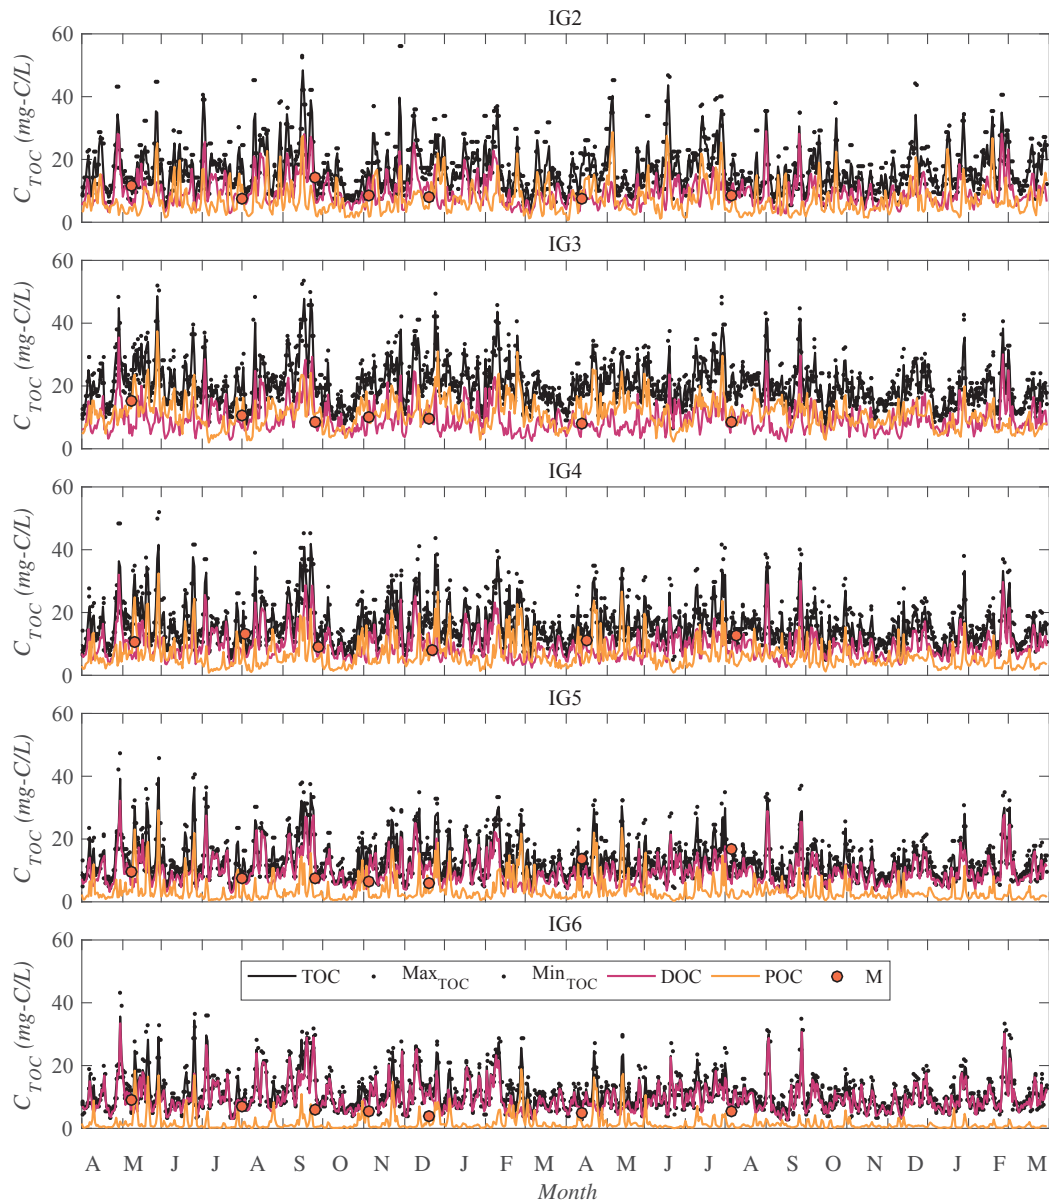 IG2
60
40
20
0
C_TOC (mg-C/L)
IG3
60
40
20
0
C_TOC (mg-C/L)
IG4
60
40
20
0
C_TOC (mg-C/L)
IG5
60
40
20
0
C_TOC (mg-C/L)
IG6
60
40
20
0
C_TOC (mg-C/L)
TOC Max_TOC Min_TOC DOC POC M
A M J J A S O N D J F M A M J J A S O N D J F M
Month